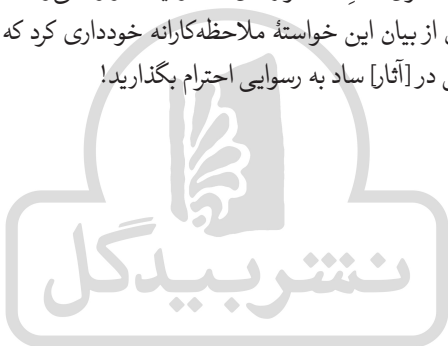 از بیان این خواستهٔ ملاحظه‌کارانه خودداری کرد که
در [آثار] ساد به رسوایی احترام بگذارید!
نشر بیدگل